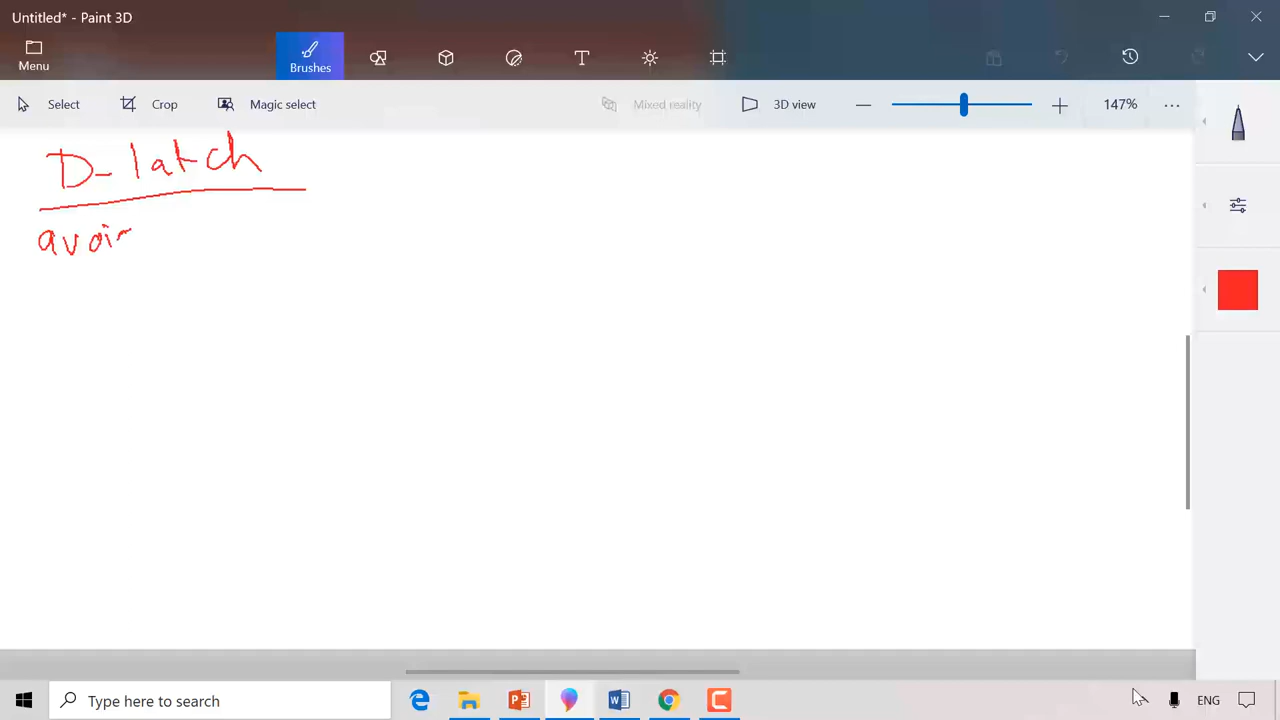 Untitled* - Paint 3D
Menu
Brushes
Select Crop Magic select Mixed reality 3D view 147%
D-latch
avoi
Type here to search
ENG